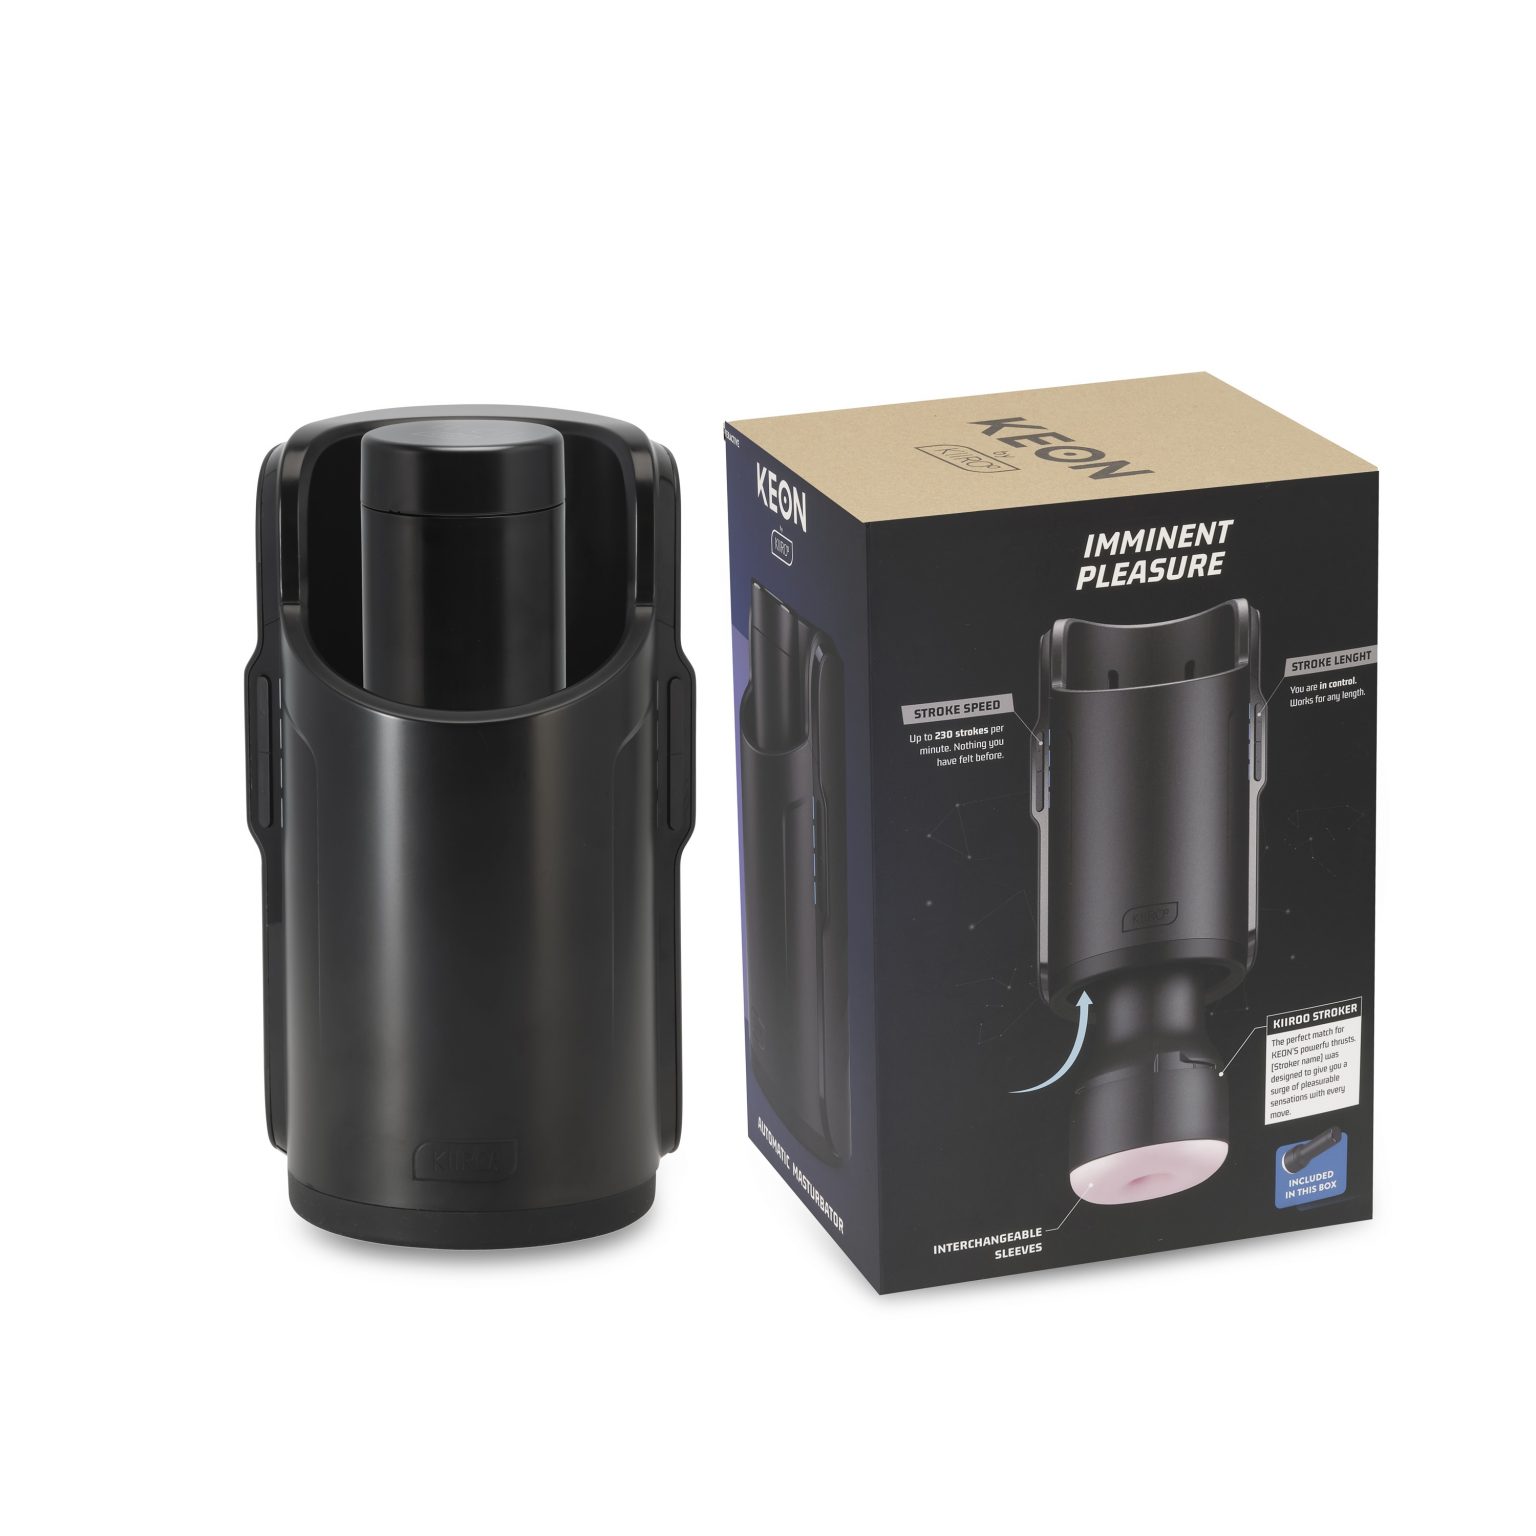 KIIROO
INTERACTIVE
KEON
by
KIIROO
AUTOMATIC MASTURBATOR
KEON
by
KIIROO
IMMINENT
PLEASURE
STROKE SPEED
Up to 230 strokes per
minute. Nothing you
have felt before.
STROKE LENGHT
You are in control.
Works for any length.
KIIROO
KIIROO STROKER
The perfect match for
KEON'S powerfu thrusts.
[Stroker name] was
designed to give you a
surge of pleasurable
sensations with every
move.
INCLUDED
IN THIS BOX
INTERCHANGEABLE
SLEEVES